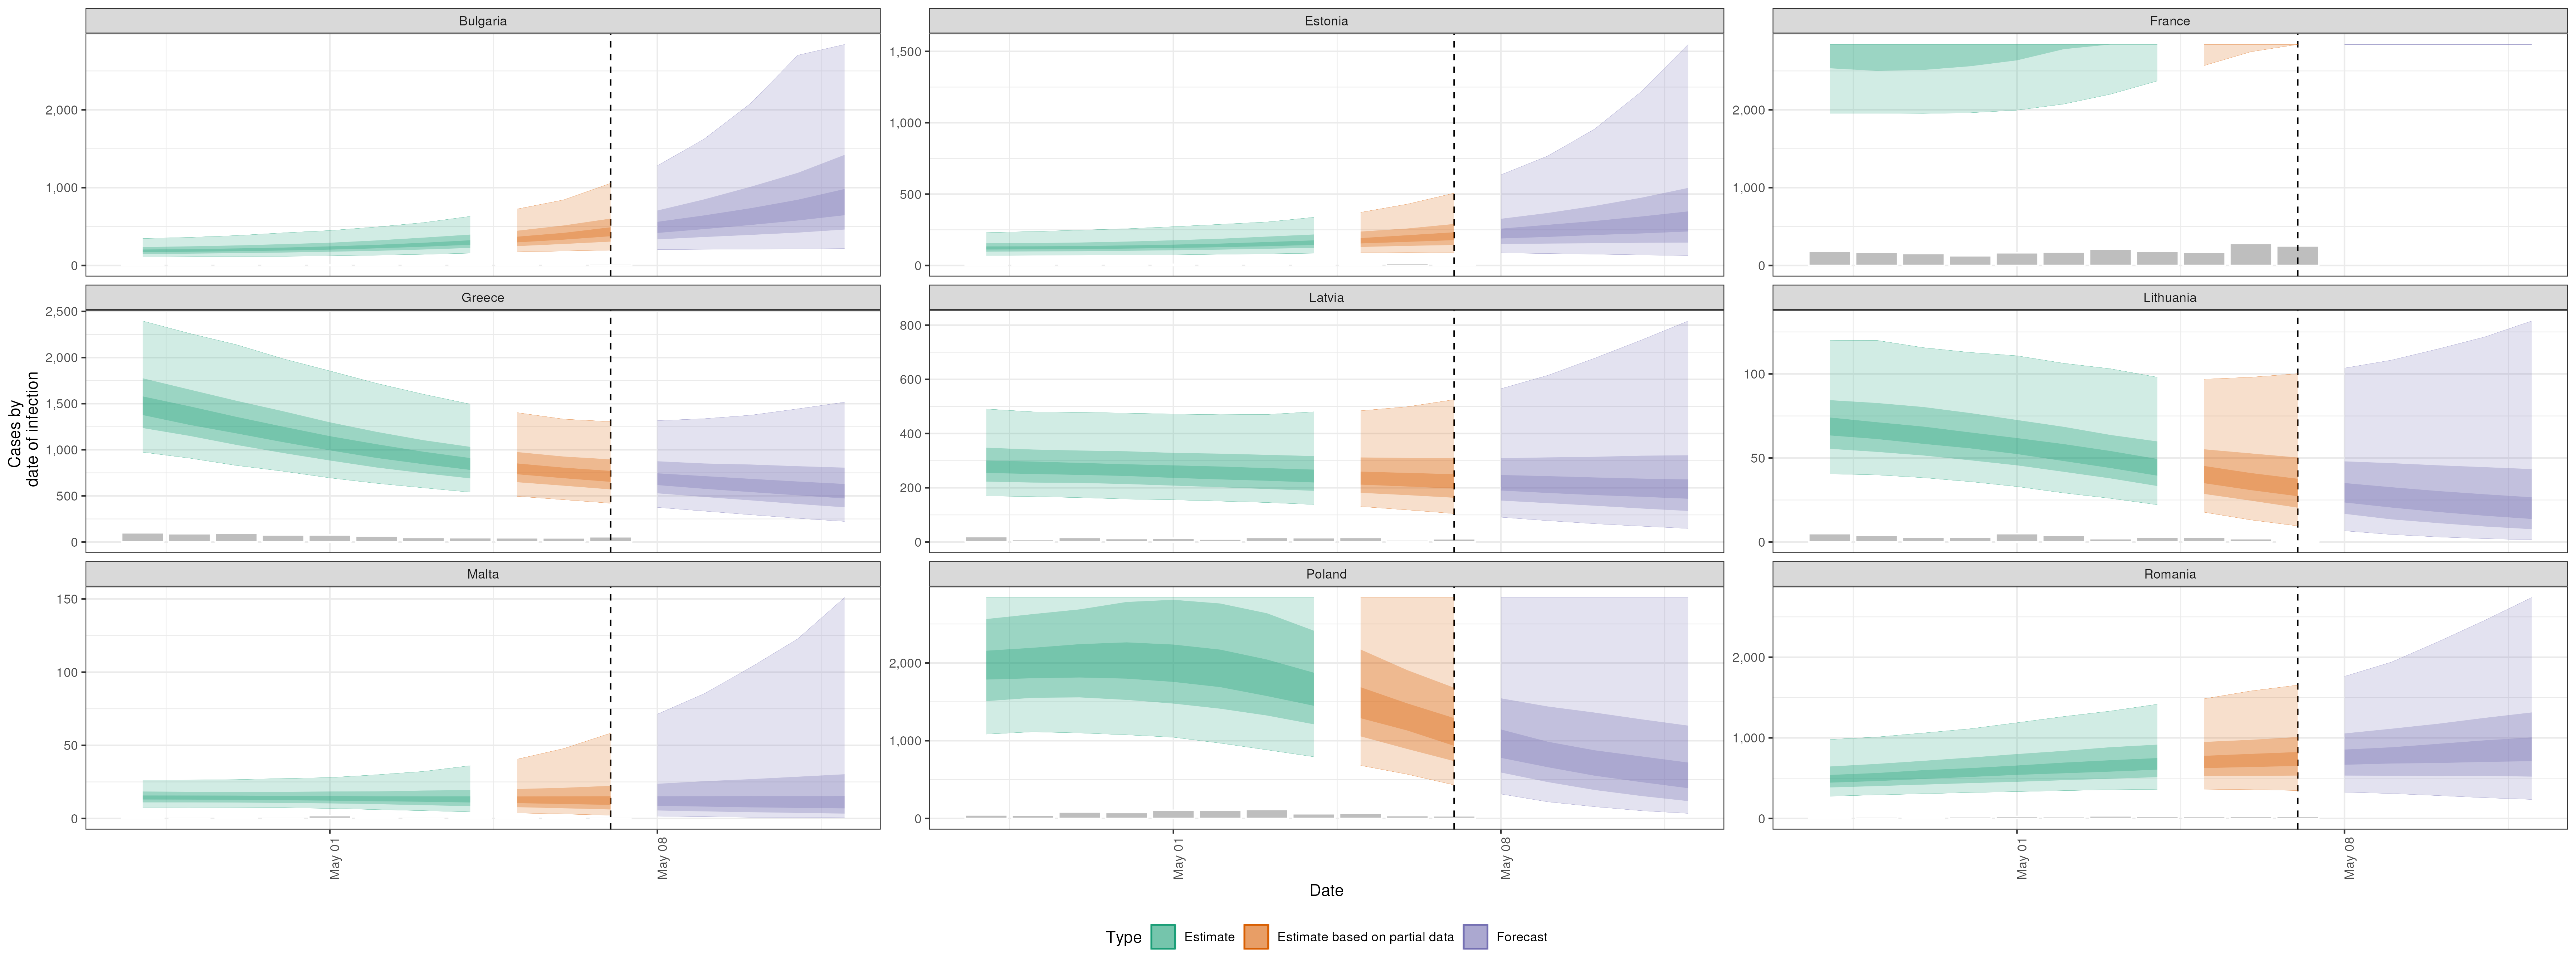 Bulgaria
Estonia
France
2,000
1,000
0
1,500
1,000
500
0
2,000
1,000
0
Greece
Latvia
Lithuania
2,500
2,000
1,500
1,000
500
0
800
600
400
200
0
100
50
0
Malta
Poland
Romania
150
100
50
0
2,000
1,000
0
2,000
1,000
0
Cases by
date of infection
May 01
May 08
May 01
May 08
May 01
May 08
Date
Type
Estimate
Estimate based on partial data
Forecast